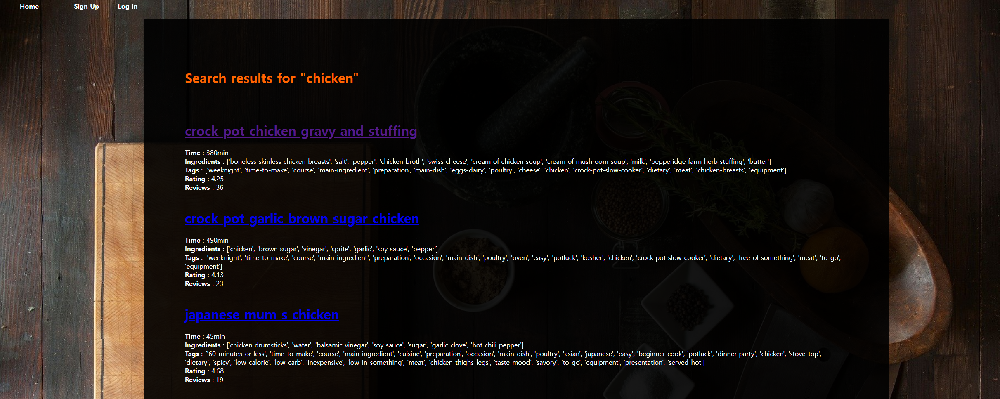 Home Sign Up Log in
Search results for "chicken"
crock pot chicken gravy and stuffing
Time : 380min
Ingredients : ['boneless skinless chicken breasts', 'salt', 'pepper', 'chicken broth', 'swiss cheese', 'cream of chicken soup', 'cream of mushroom soup', 'milk', 'pepperidge farm herb stuffing', 'butter']
Tags : ['weeknight', 'time-to-make', 'course', 'main-ingredient', 'preparation', 'main-dish', 'eggs-dairy', 'poultry', 'cheese', 'chicken', 'crock-pot-slow-cooker', 'dietary', 'meat', 'chicken-breasts', 'equipment']
Rating : 4.25
Reviews : 36
crock pot garlic brown sugar chicken
Time : 490min
Ingredients : ['chicken', 'brown sugar', 'vinegar', 'sprite', 'garlic', 'soy sauce', 'pepper']
Tags : ['weeknight', 'time-to-make', 'course', 'main-ingredient', 'preparation', 'occasion', 'main-dish', 'poultry', 'oven', 'easy', 'potluck', 'kosher', 'chicken', 'crock-pot-slow-cooker', 'dietary', 'free-of-something', 'meat', 'to-go',
'equipment']
Rating : 4.13
Reviews : 23
japanese mum s chicken
Time : 45min
Ingredients : ['chicken drumsticks', 'water', 'balsamic vinegar', 'soy sauce', 'sugar', 'garlic clove', 'hot chili pepper']
Tags : ['60-minutes-or-less', 'time-to-make', 'course', 'main-ingredient', 'cuisine', 'preparation', 'occasion', 'main-dish', 'poultry', 'asian', 'japanese', 'easy', 'beginner-cook', 'potluck', 'dinner-party', 'chicken', 'stove-top',
'dietary', 'spicy', 'low-calorie', 'low-carb', 'inexpensive', 'low-in-something', 'meat', 'chicken-thighs-legs', 'taste-mood', 'savory', 'to-go', 'equipment', 'presentation', 'served-hot']
Rating : 4.68
Reviews : 19